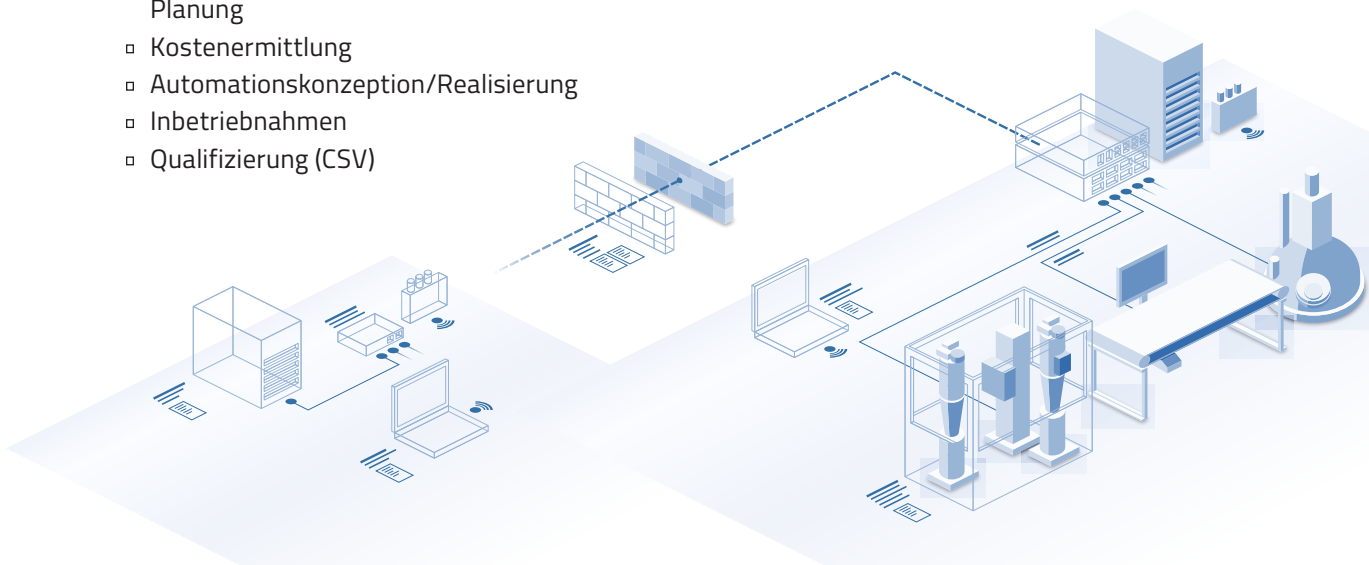 Planung
▫ Kostenermittlung
▫ Automationskonzeption/Realisierung
▫ Inbetriebnahmen
▫ Qualifizierung (CSV)